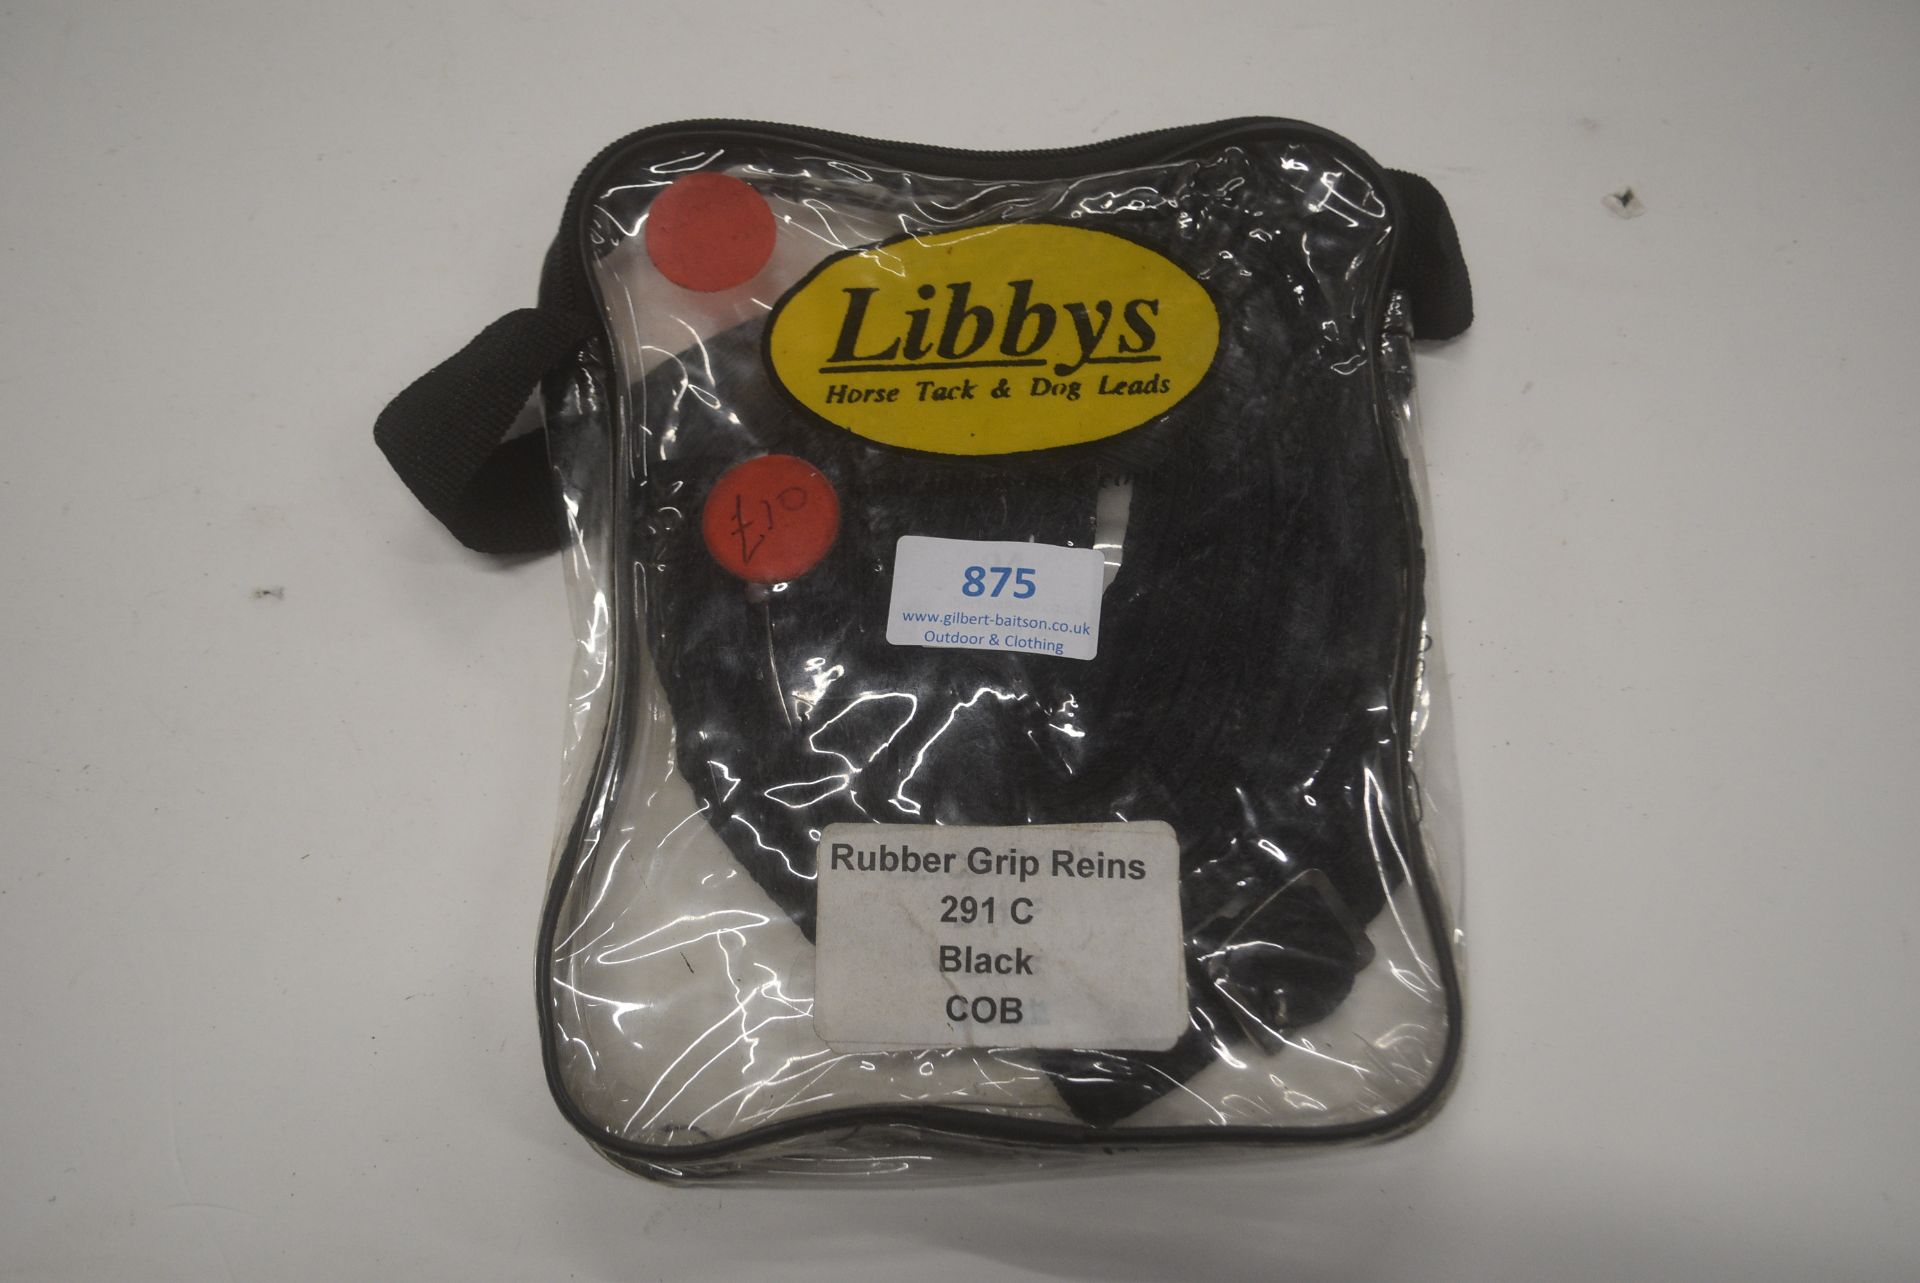 Libbys
Horse Tack & Dog Leads
£10
875
www.gilbert-baitson.co.uk
Outdoor & Clothing
Rubber Grip Reins
291 C
Black
COB